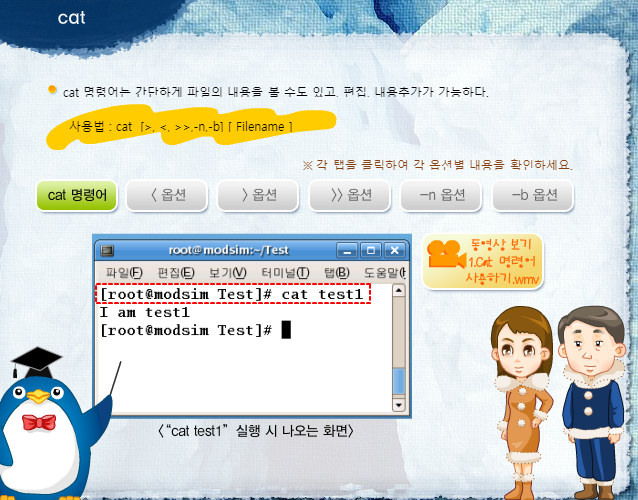 cat
cat 명령어는 간단하게 파일의 내용을 볼 수도 있고, 편집, 내용추가가 가능하다.
사용법 : cat [>, <, >>,-n,-b] [ Filename ]
※ 각 탭을 클릭하여 각 옵션별 내용을 확인하세요.
cat 명령어 < 옵션 > 옵션 >> 옵션 -n 옵션 -b 옵션
root@modsim:~/Test
파일(F) 편집(E) 보기(V) 터미널(T) 탭(B) 도움말(H
[root@modsim Test]# cat test1
I am test1
[root@modsim Test]#
동영상 보기
1.Cat 명령어
사용하기.wmv
<“cat test1” 실행 시 나오는 화면>